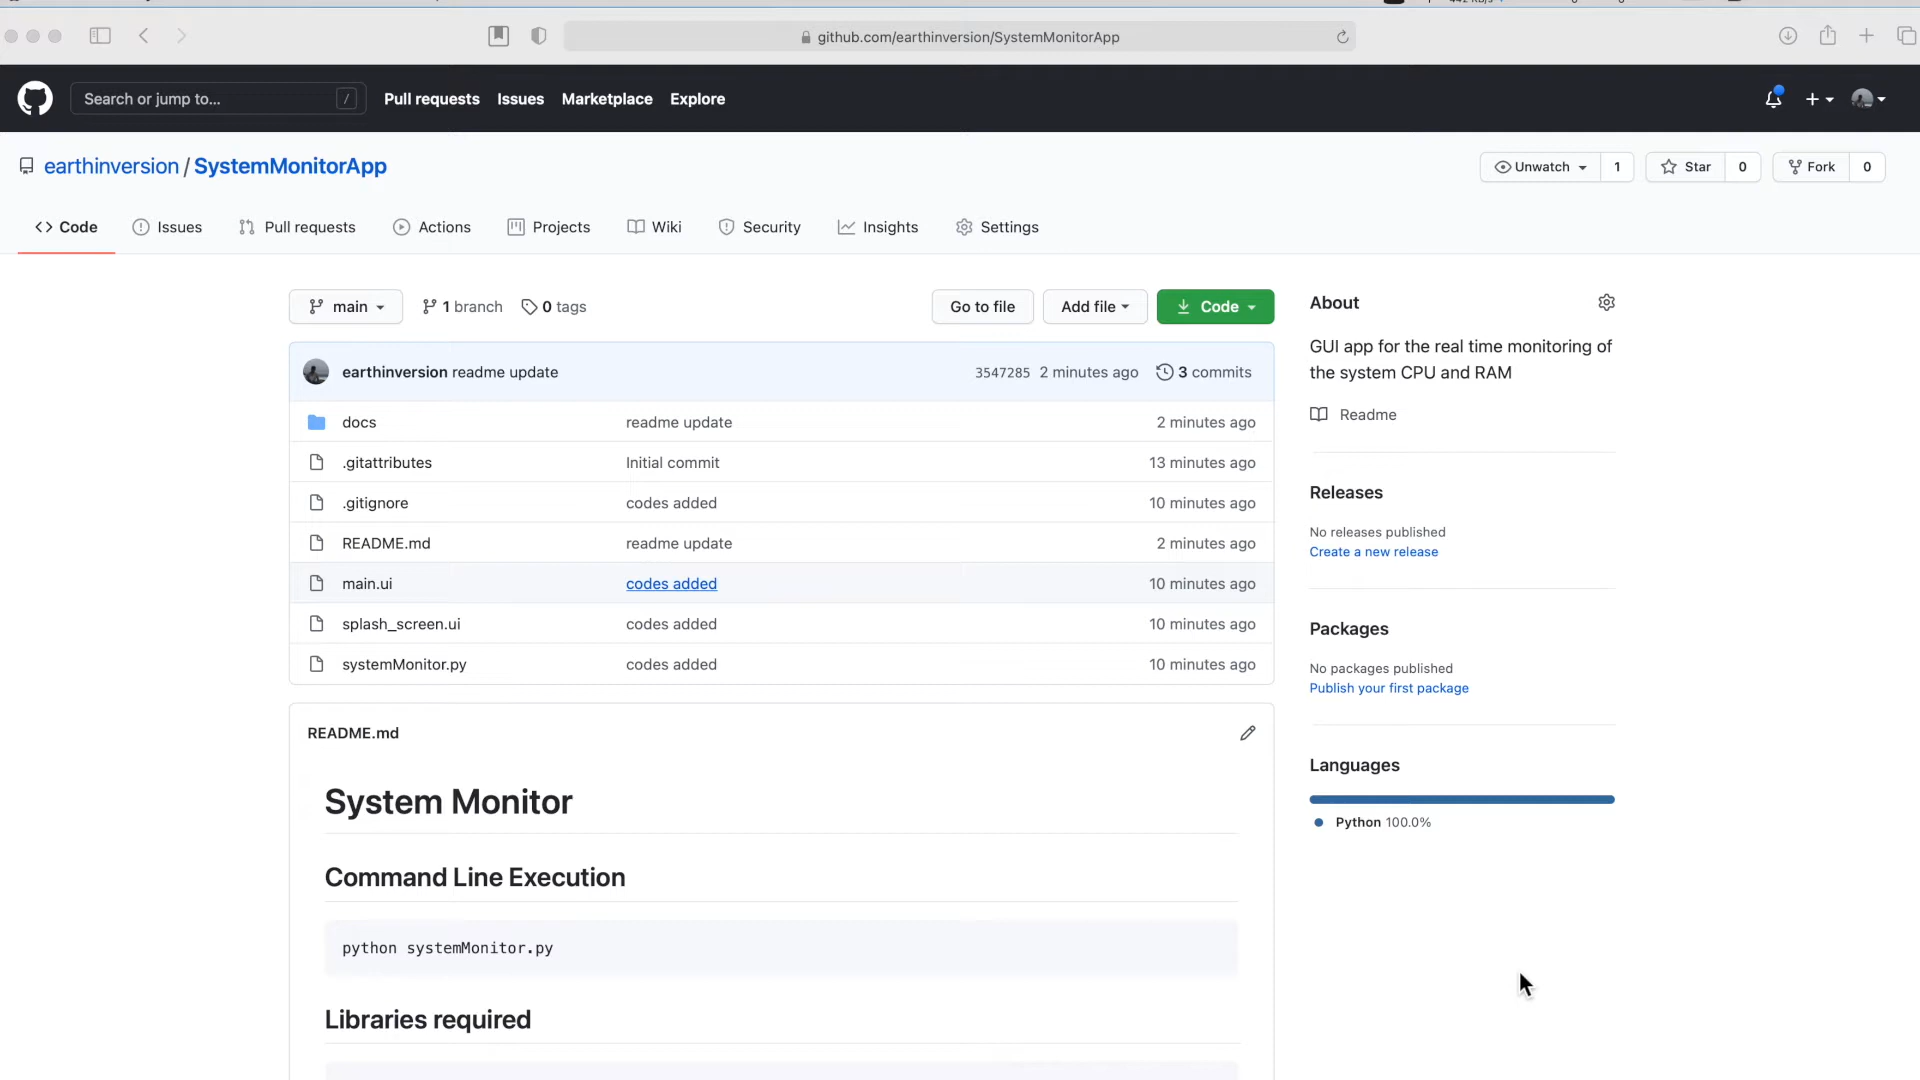 github.com/earthinversion/SystemMonitorApp
Search or jump to... /
Pull requests
Issues
Marketplace
Explore
earthinversion / SystemMonitorApp
Unwatch 1
Star 0
Fork 0
Code
Issues
Pull requests
Actions
Projects
Wiki
Security
Insights
Settings
main
1 branch
0 tags
Go to file
Add file
Code
earthinversion readme update 3547285 2 minutes ago 3 commits
docs readme update 2 minutes ago
.gitattributes Initial commit 13 minutes ago
.gitignore codes added 10 minutes ago
README.md readme update 2 minutes ago
main.ui codes added 10 minutes ago
splash_screen.ui codes added 10 minutes ago
systemMonitor.py codes added 10 minutes ago
README.md
System Monitor
Command Line Execution
python systemMonitor.py
Libraries required
About
GUI app for the real time monitoring of
the system CPU and RAM
Readme
Releases
No releases published
Create a new release
Packages
No packages published
Publish your first package
Languages
Python 100.0%